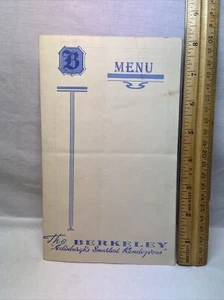 B
MENU
The BERKELEY
"Edinburgh's Smartest Rendezvous"